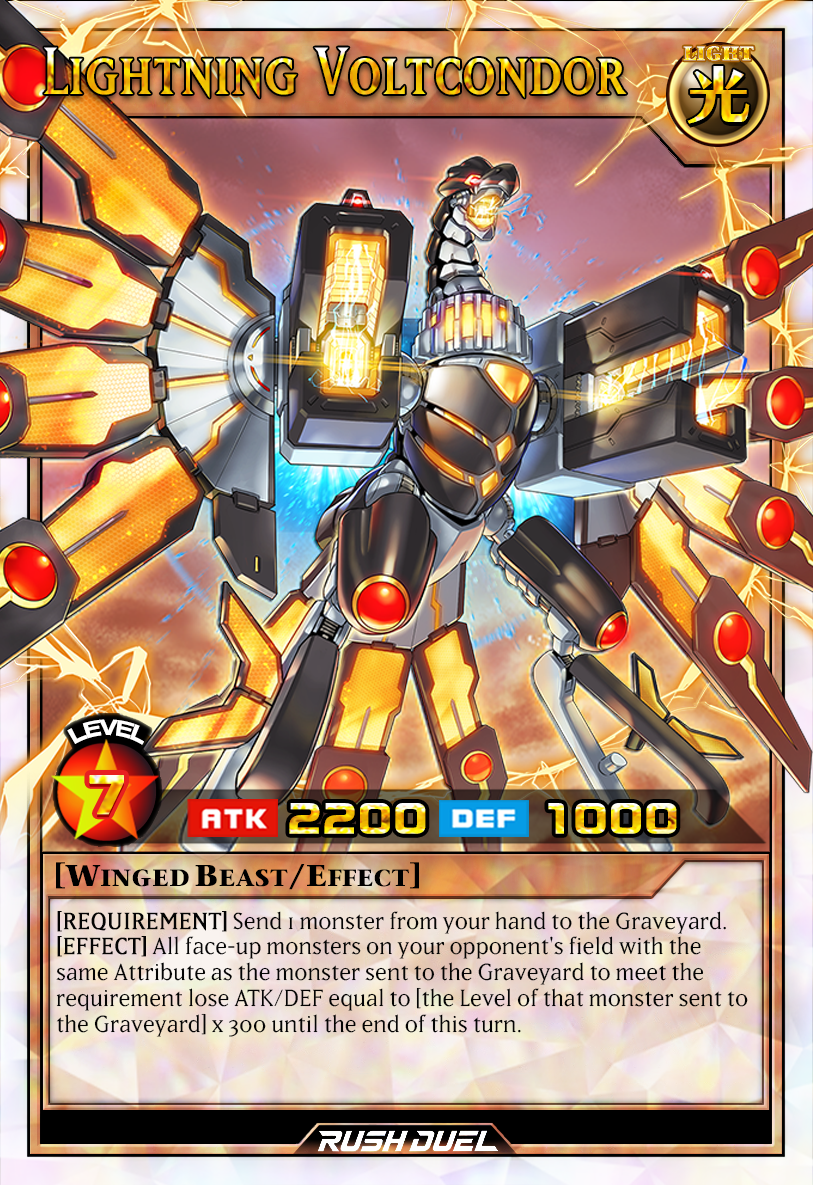 LIGHTNING VOLTCONDOR
LIGHT
光
LEVEL
7
ATK 2200 DEF 1000
[WINGED BEAST/EFFECT]
[REQUIREMENT] Send 1 monster from your hand to the Graveyard.
[EFFECT] All face-up monsters on your opponent's field with the
same Attribute as the monster sent to the Graveyard to meet the
requirement lose ATK/DEF equal to [the Level of that monster sent to
the Graveyard] x 300 until the end of this turn.
RUSH DUEL